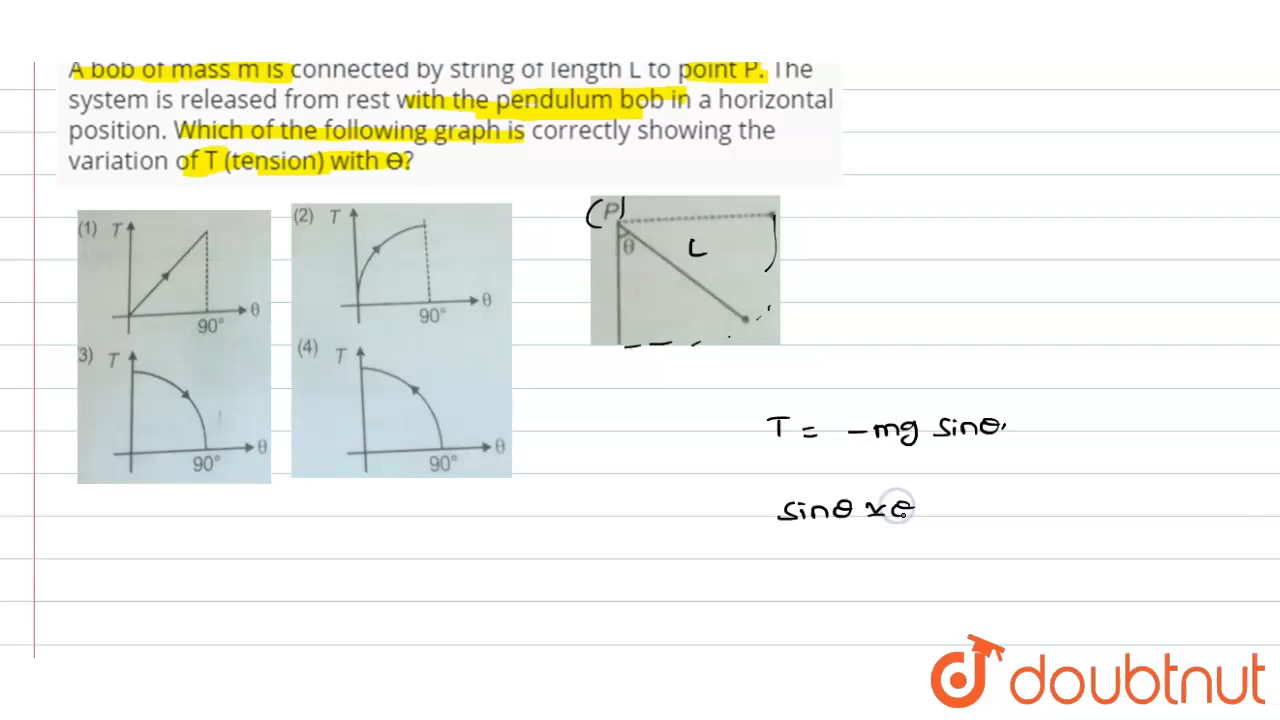 A bob of mass m is connected by string of length L to point P. The
system is released from rest with the pendulum bob in a horizontal
position. Which of the following graph is correctly showing the
variation of T (tension) with Θ?
(1) T
θ
90°
(2) T
θ
90°
3) T
θ
90°
(4) T
θ
90°
(P)
θ
L
T = -mg sinθ.
sinθ × θ
doubtnut